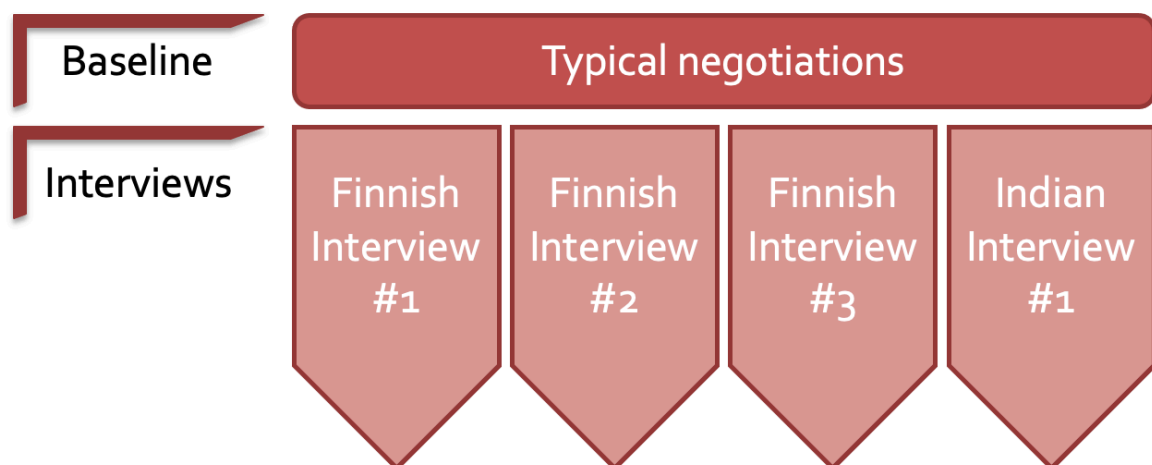 Baseline
Typical negotiations
Interviews
Finnish
Interview
#1
Finnish
Interview
#2
Finnish
Interview
#3
Indian
Interview
#1